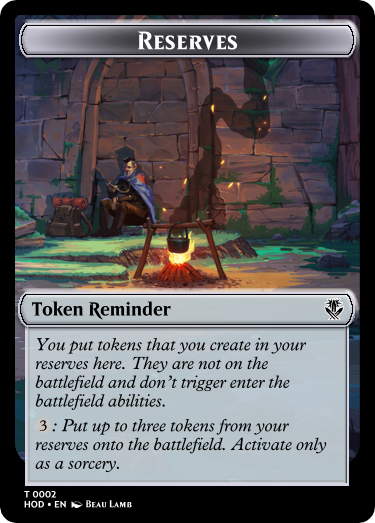 Reserves
Token Reminder
You put tokens that you create in your
reserves here. They are not on the
battlefield and don't trigger enter the
battlefield abilities.
3 : Put up to three tokens from your
reserves onto the battlefield. Activate only
as a sorcery.
T 0002
HOD • EN Beau Lamb